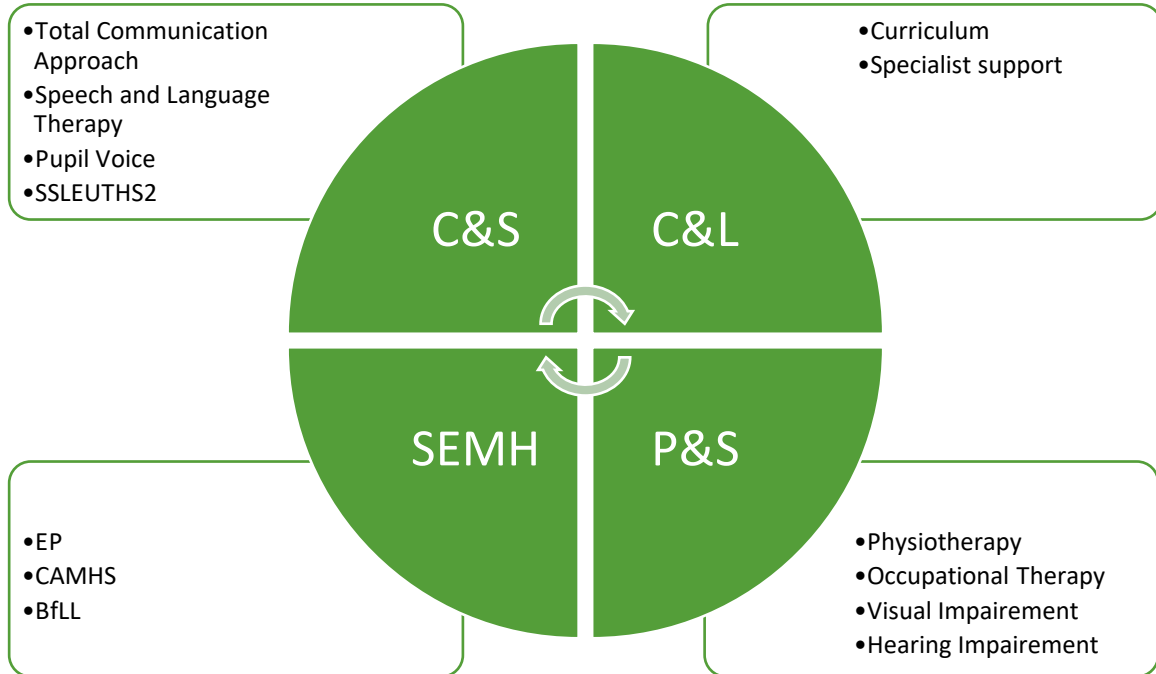 •Total Communication
Approach
•Speech and Language
Therapy
•Pupil Voice
•SSLEUTHS2
•Curriculum
•Specialist support
C&S
C&L
SEMH
P&S
•EP
•CAMHS
•BfLL
•Physiotherapy
•Occupational Therapy
•Visual Impairement
•Hearing Impairement